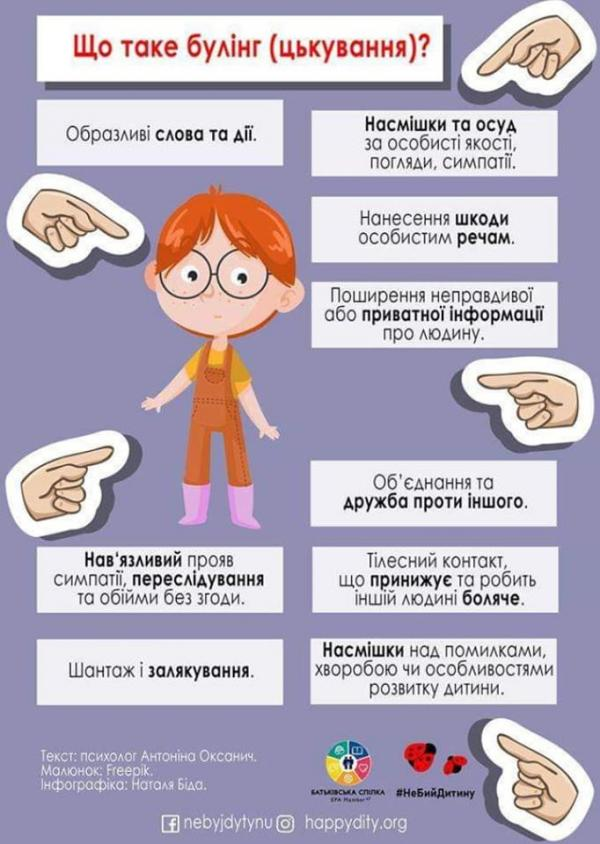 Що таке булінг (цькування)?
Образливі слова та дії.
Насмішки та осуд
за особисті якості,
погляди, симпатії.
Нанесення шкоди
особистим речам.
Поширення неправдивої
або приватної інформації
про людину.
Об'єднання та
дружба проти іншого.
Нав'язливий прояв
симпатії, переслідування
та обійми без згоди.
Тілесний контакт,
що принижує та робить
іншій людині боляче.
Шантаж і залякування.
Насмішки над помилками,
хворобою чи особливостями
розвитку дитини.
Текст: психолог Антоніна Оксанич.
Малюнок: Freepik.
Інфографіка: Наталя Біда.
БАТЬКІВСЬКА СПІЛКА
EPA Member
#НеБийДитину
nebyjdytynu happydity.org